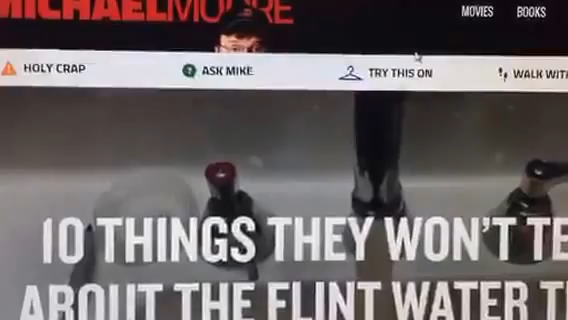 MICHAELMOORE
MOVIES BOOKS
HOLY CRAP ASK MIKE TRY THIS ON WALK WITH
10 THINGS THEY WON'T TE
ABOUT THE FLINT WATER T